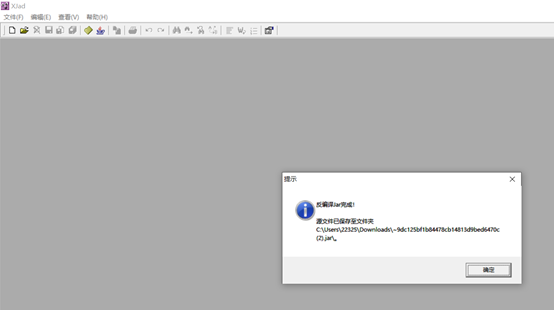 XJad
文件(F) 编辑(E) 查看(V) 帮助(H)
提示
反编译Jar完成!
源文件已保存至文件夹
C:\Users\22325\Downloads\~9dc125bf1b84478cb14813d9bed6470c
(2).jar\。
确定